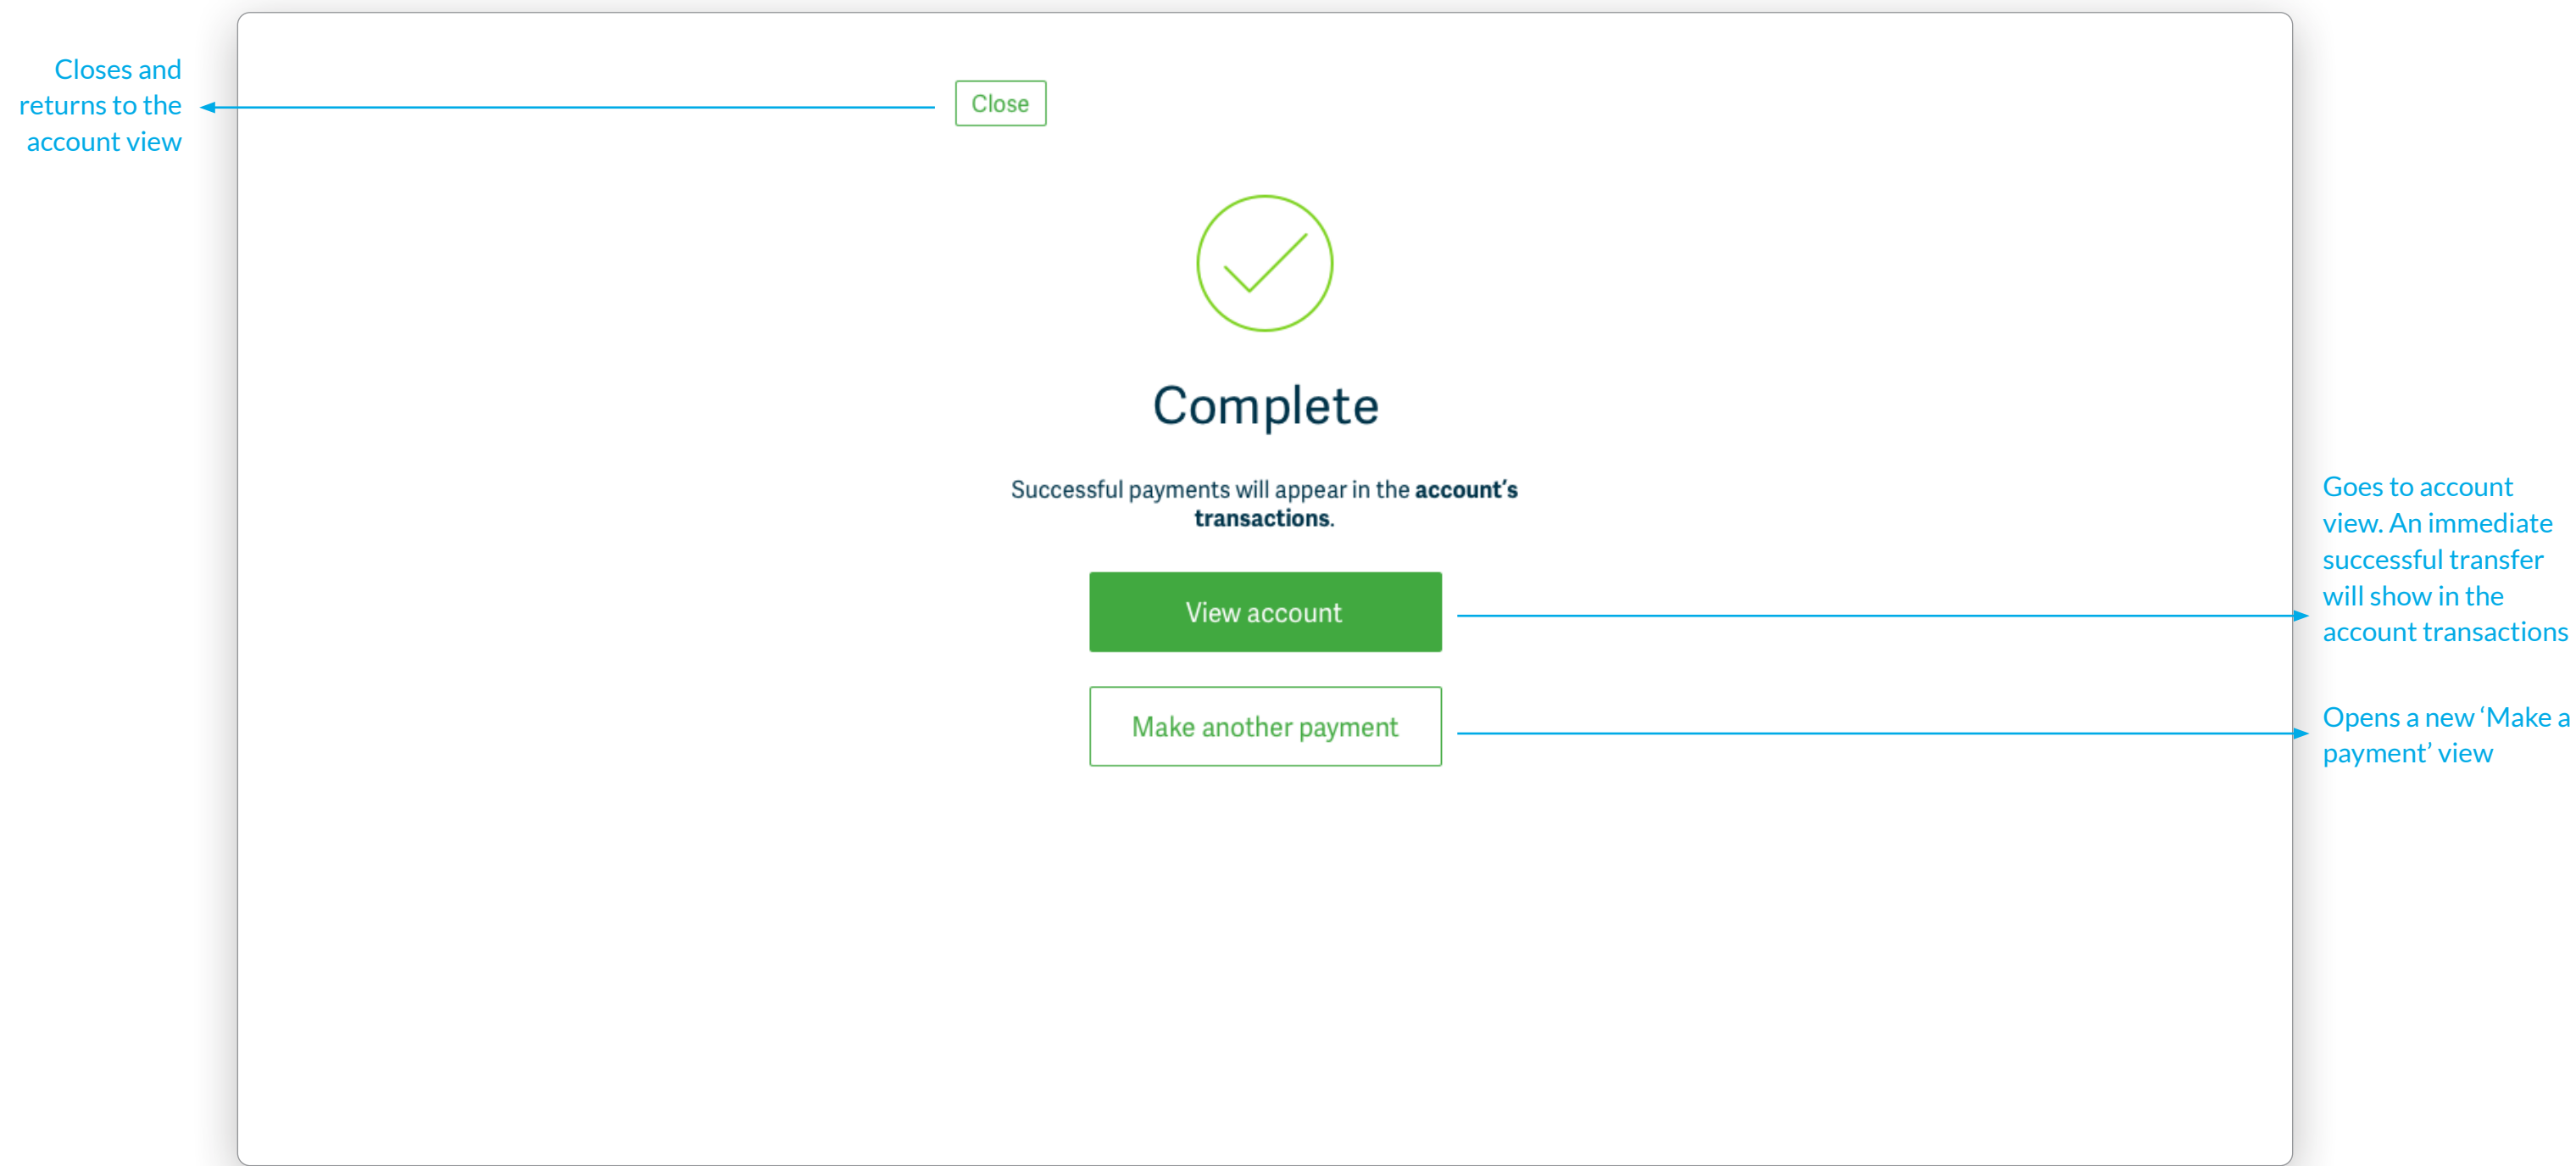 Closes and
returns to the
account view
Close
Complete
Successful payments will appear in the account’s
transactions.
View account
Make another payment
Goes to account
view. An immediate
successful transfer
will show in the
account transactions
Opens a new ‘Make a
payment’ view